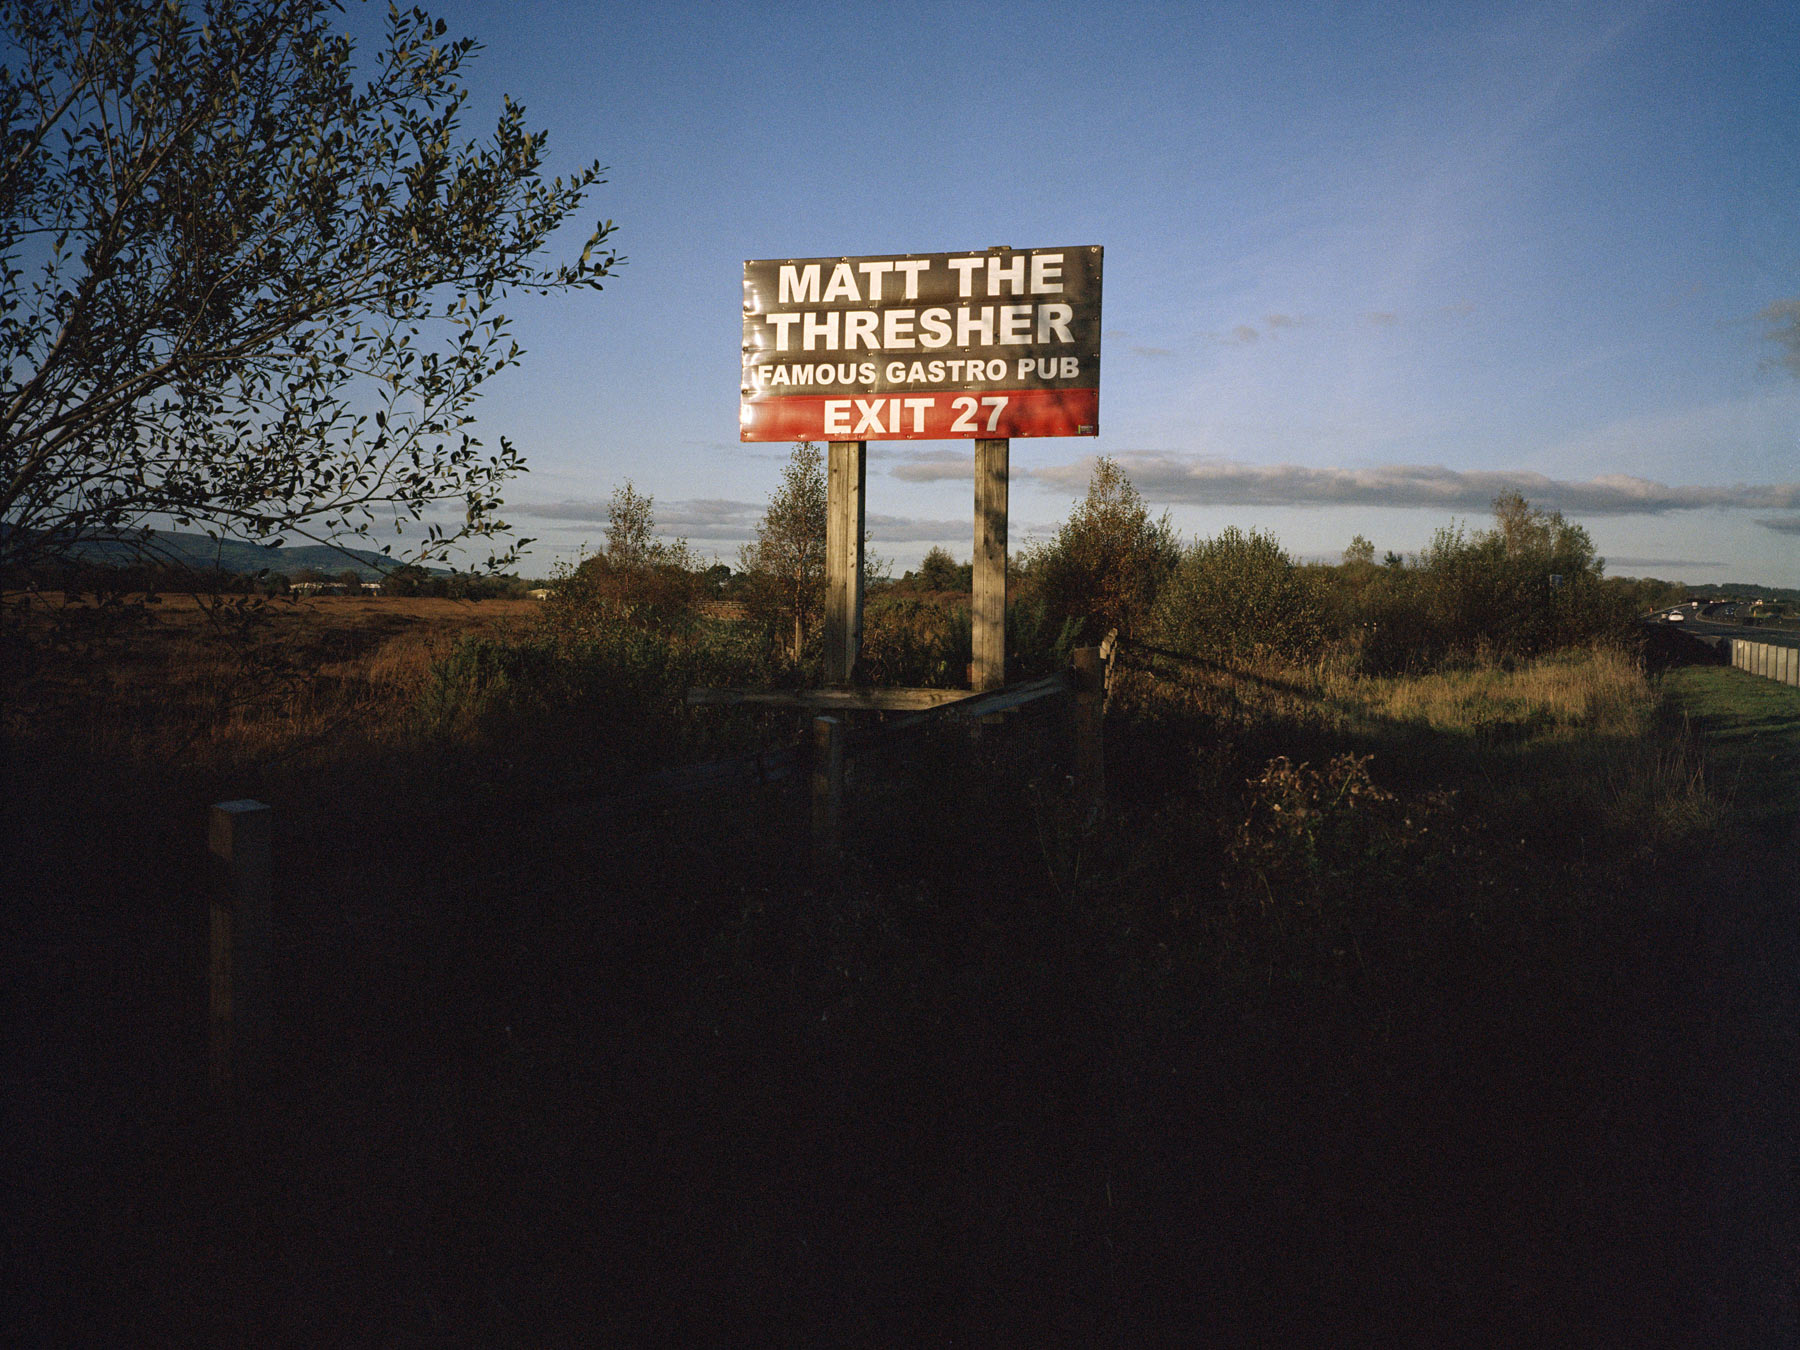 MATT THE
THRESHER
FAMOUS GASTRO PUB
EXIT 27